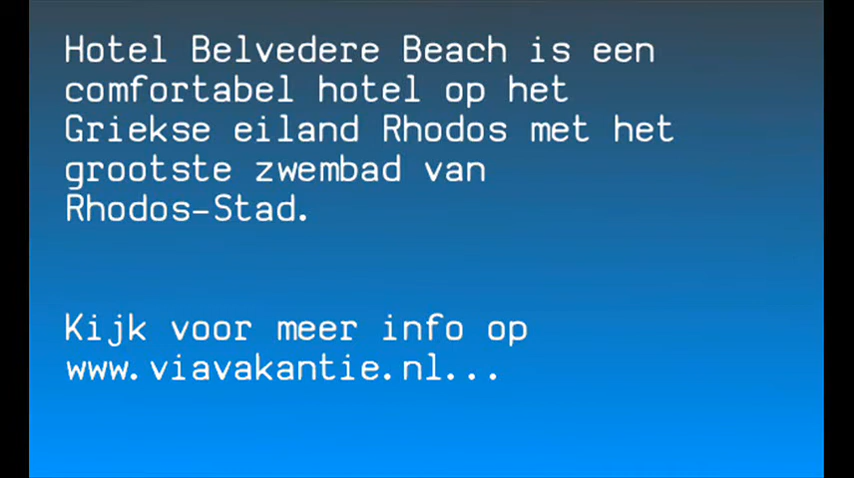 Hotel Belvedere Beach is een
comfortabel hotel op het
Griekse eiland Rhodos met het
grootste zwembad van
Rhodos-Stad.
Kijk voor meer info op
www.viavakantie.nl...